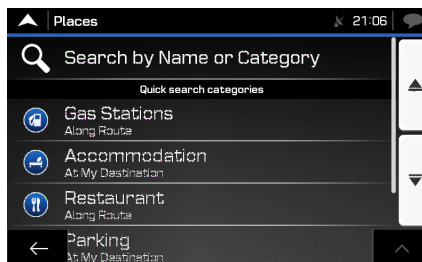 Places
21:06
Search by Name or Category
Quick search categories
Gas Stations
Along Route
Accommodation
At My Destination
Restaurant
Along Route
Parking
At My Destination